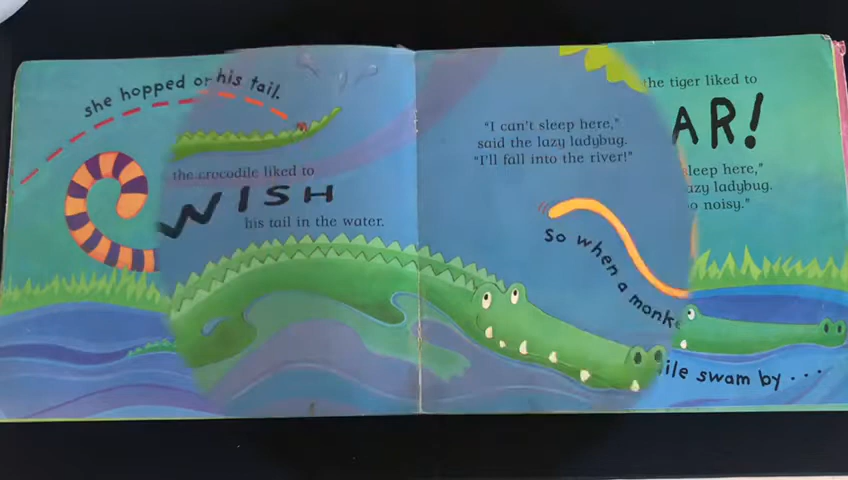 she hopped on his tail.
the crocodile liked to
WISH
his tail in the water.
"I can't sleep here,"
said the lazy ladybug.
"I'll fall into the river!"
So when a monke
the tiger liked to
AR!
sleep here,"
azy ladybug.
o noisy."
ile swam by . . .